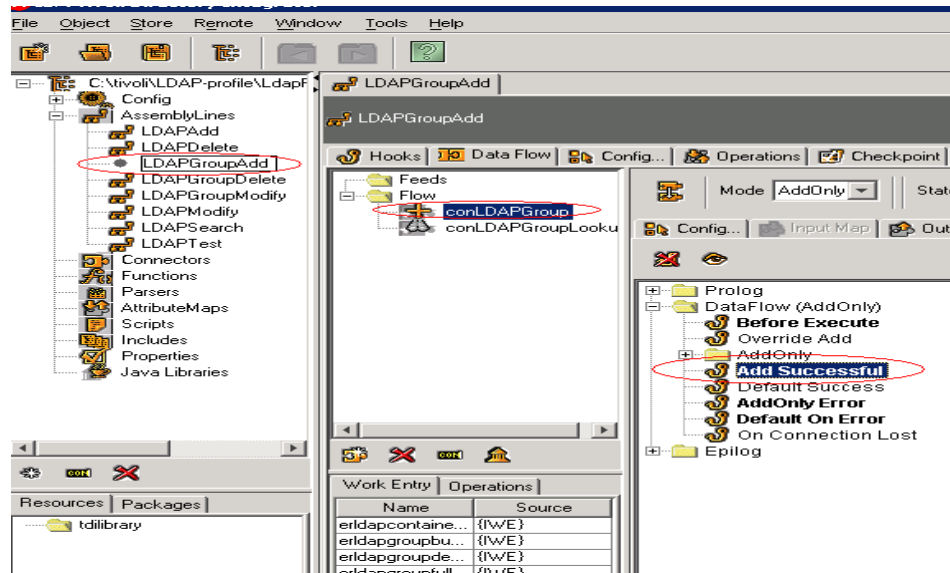 File Object Store Remote Window Tools Help
C:\tivoli\LDAP-profile\LdapF
Config
AssemblyLines
LDAPAdd
LDAPDelete
LDAPGroupAdd
LDAPGroupDelete
LDAPGroupModify
LDAPModify
LDAPSearch
LDAPTest
Connectors
Functions
Parsers
AttributeMaps
Scripts
Includes
Properties
Java Libraries
Resources Packages
tdilibrary
LDAPGroupAdd
LDAPGroupAdd
Hooks Data Flow Config... Operations Checkpoint
Feeds
Flow
conLDAPGroup
conLDAPGroupLooku
Work Entry Operations
Name Source
erldapcontaine... {IWE}
erldapgroupbu... {IWE}
erldapgroupde... {IWE}
erldapgroupfull {IWE}
Mode AddOnly State
Config... Input Map Out
Prolog
DataFlow (AddOnly)
Before Execute
Override Add
AddOnly
Add Successful
Default Success
AddOnly Error
Default On Error
On Connection Lost
Epilog